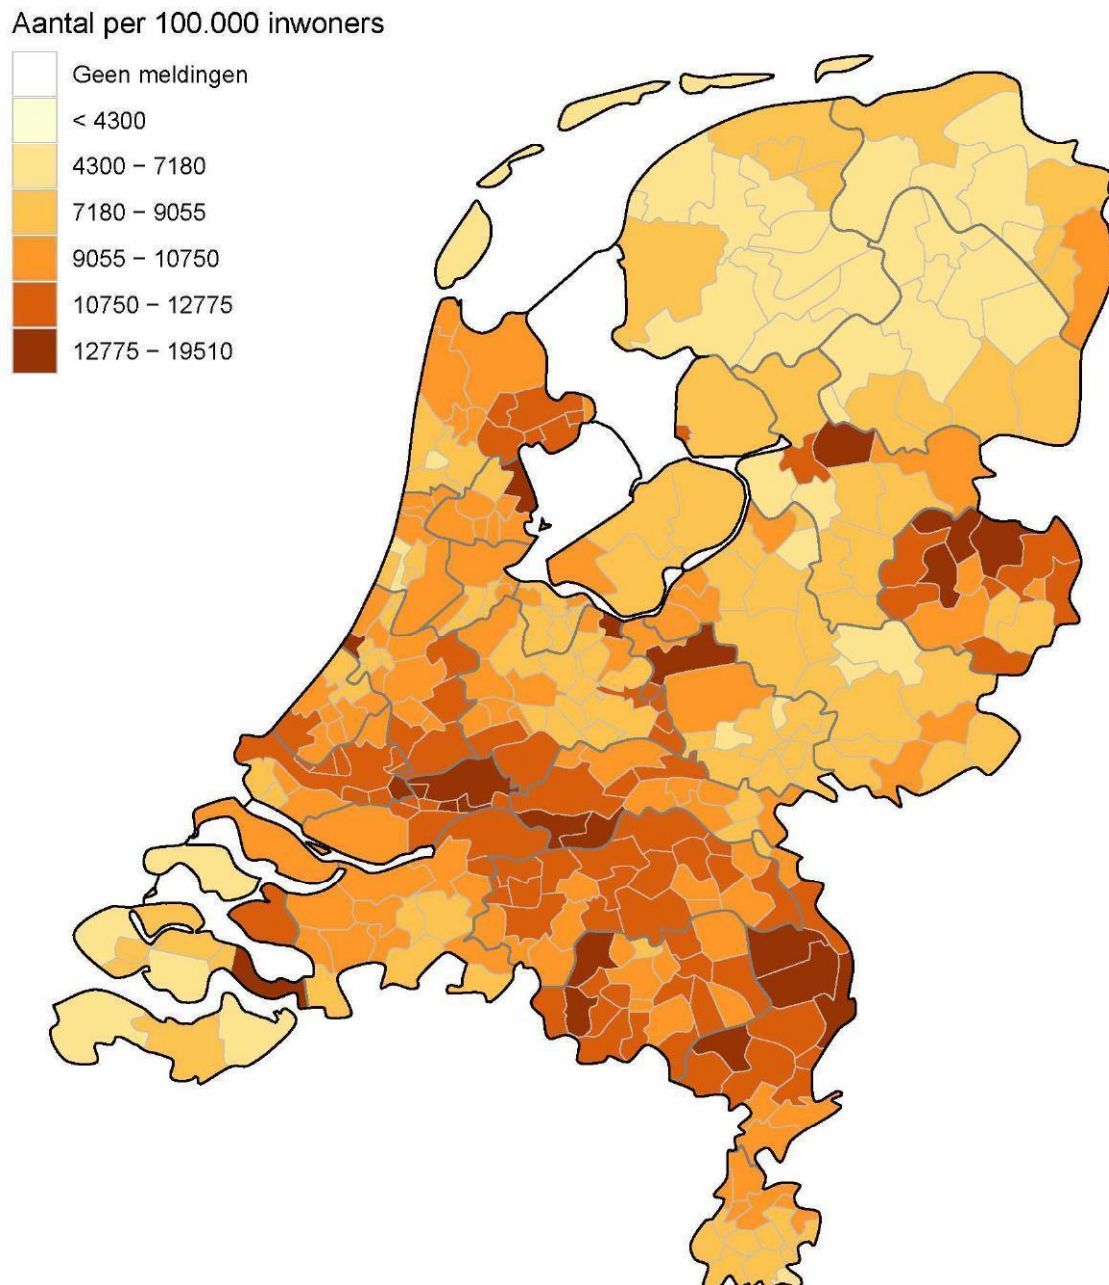 Aantal per 100.000 inwoners
Geen meldingen
< 4300
4300 − 7180
7180 − 9055
9055 − 10750
10750 − 12775
12775 − 19510